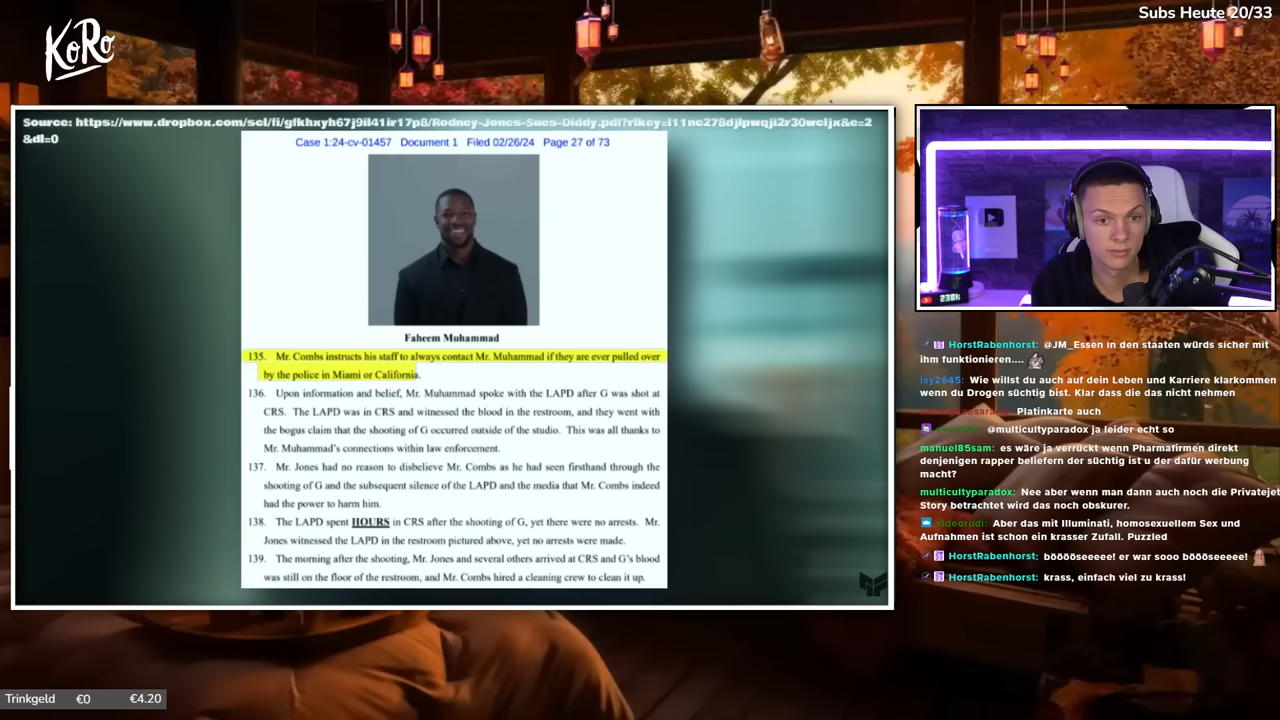 KoRo
Subs Heute 20/33
Source: https://www.dropbox.com/scl/fi/gfkhxyh67j9il41ir17p8/Rodney-Jones-Sues-Diddy.pdf?rlkey=i11nc278djlpwqji2r30wcljx&e=2
&dl=0
Case 1:24-cv-01457 Document 1 Filed 02/26/24 Page 27 of 73
Faheem Muhammad
135. Mr. Combs instructs his staff to always contact Mr. Muhammad if they are ever pulled over
by the police in Miami or California.
136. Upon information and belief, Mr. Muhammad spoke with the LAPD after G was shot at
CRS. The LAPD was in CRS and witnessed the blood in the restroom, and they went with
the bogus claim that the shooting of G occurred outside of the studio. This was all thanks to
Mr. Muhammad's connections within law enforcement.
137. Mr. Jones had no reason to disbelieve Mr. Combs as he had seen firsthand through the
shooting of G and the subsequent silence of the LAPD and the media that Mr. Combs indeed
had the power to harm him.
138. The LAPD spent HOURS in CRS after the shooting of G, yet there were no arrests. Mr.
Jones witnessed the LAPD in the restroom pictured above, yet no arrests were made.
139. The morning after the shooting, Mr. Jones and several others arrived at CRS and G's blood
was still on the floor of the restroom, and Mr. Combs hired a cleaning crew to clean it up.
238k
HorstRabenhorst: @JM_Essen in den staaten würds sicher mit
ihm funktionieren....
isy2645: Wie willst du auch auf dein Leben und Karriere klarkommen
wenn du Drogen süchtig bist. Klar dass die das nicht nehmen
Platinkarte auch
@multicultyparadox ja leider echt so
manuel85sam: es wäre ja verrückt wenn Pharmafirmen direkt
denjenigen rapper beliefern der süchtig ist u der dafür werbung
macht?
multicultyparadox: Nee aber wenn man dann auch noch die Privatejet
Story betrachtet wird das noch obskurer.
videorudi: Aber das mit Illuminati, homosexuellem Sex und
Aufnahmen ist schon ein krasser Zufall. Puzzled
HorstRabenhorst: böööseeeee! er war sooo bööseeeee!
HorstRabenhorst: krass, einfach viel zu krass!
Trinkgeld €0 €4.20